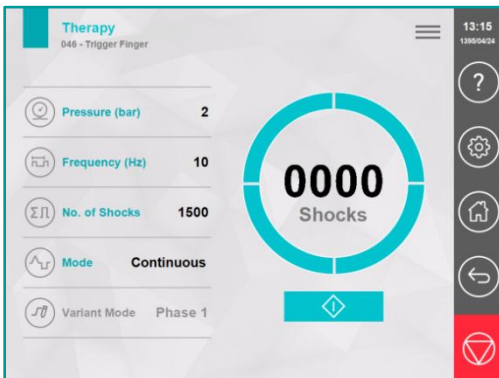 Therapy
046 - Trigger Finger
13:15
1395/04/24
?
Pressure (bar) 2
Frequency (Hz) 10
No. of Shocks 1500
Mode Continuous
Variant Mode Phase 1
0000
Shocks